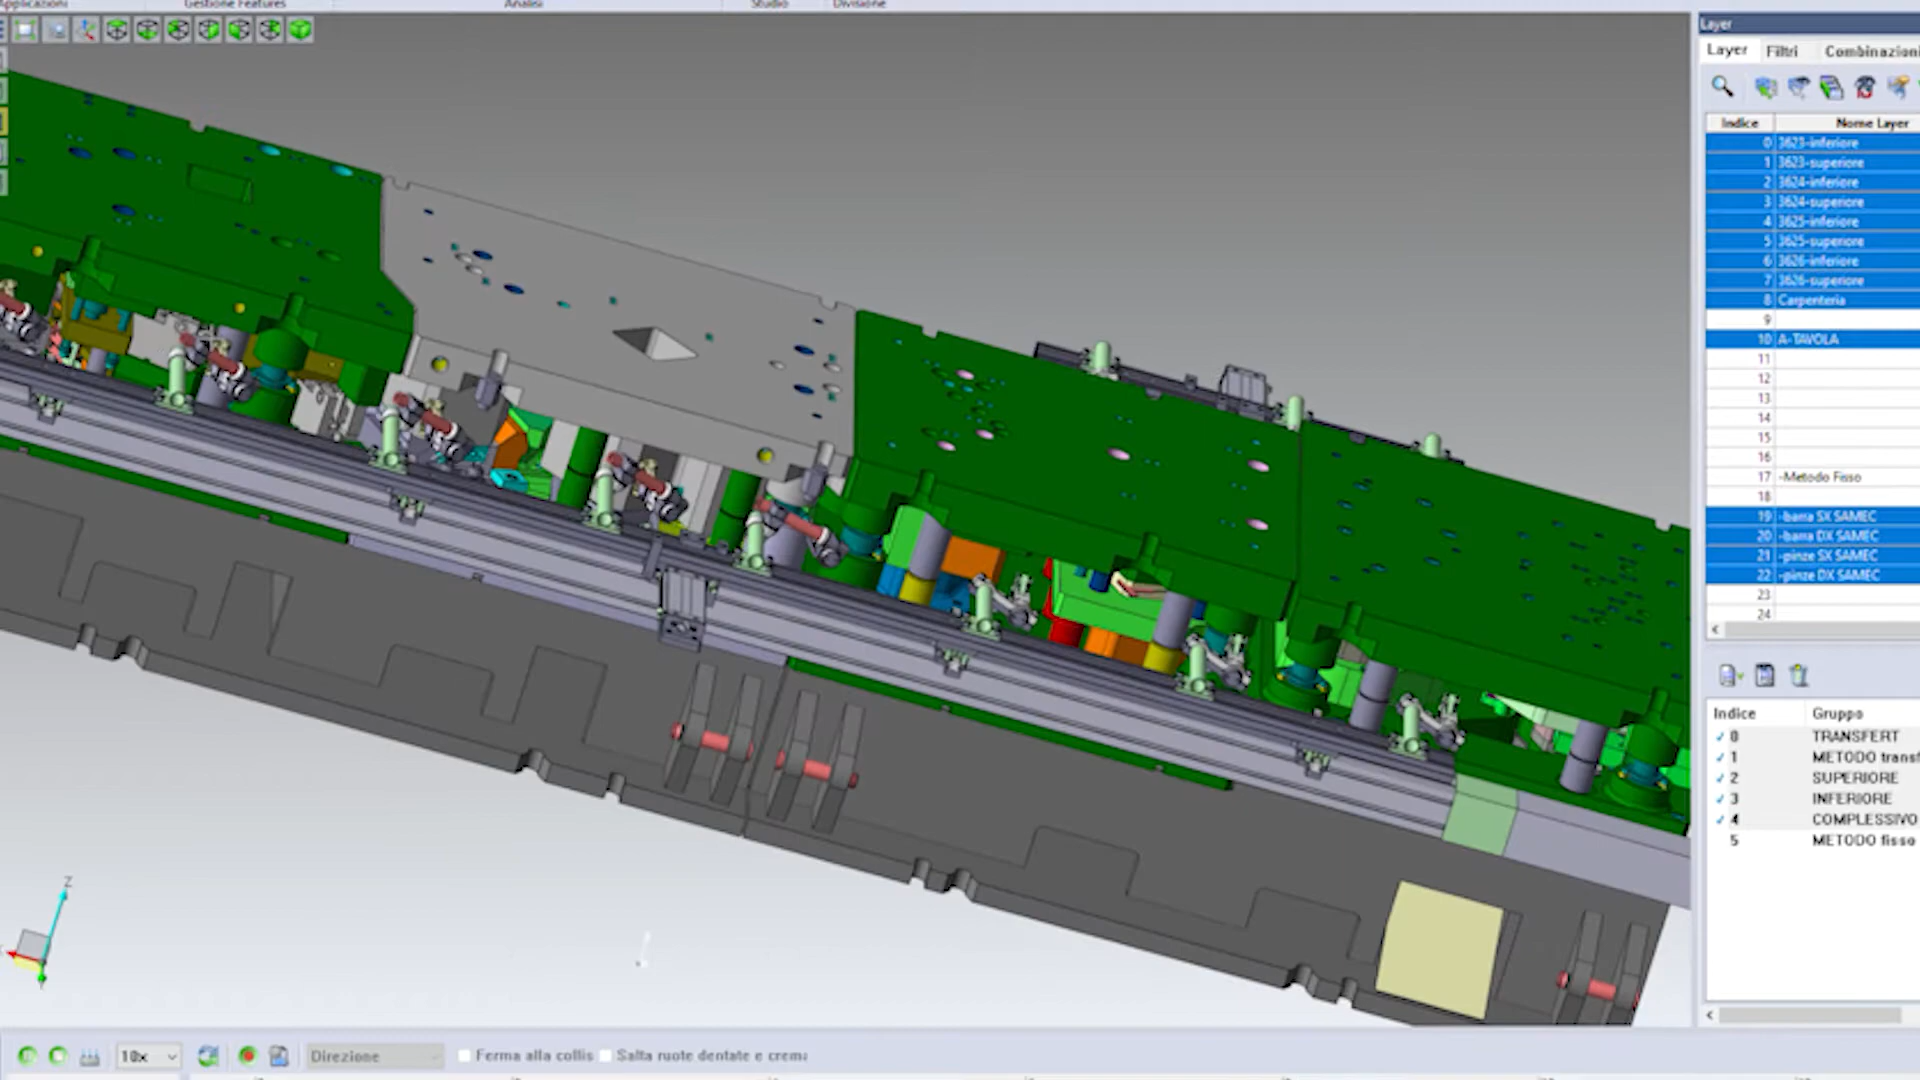 Applicazioni
Gestione Features
Analisi
Studio
Divisione
Layer
Layer Filtri Combinazioni
Indice Nome Layer
0 3623-inferiore
1 3623-superiore
2 3624-inferiore
3 3624-superiore
4 3625-inferiore
5 3625-superiore
6 3626-inferiore
7 3626-superiore
8 Carpenteria
9
10 A-TAVOLA
11
12
13
14
15
16
17 -Metodo Fisso
18
19 -barra SX SAMEC
20 -barra DX SAMEC
21 -pinze SX SAMEC
22 -pinze DX SAMEC
23
24
Indice Gruppo
0 TRANSFERT
1 METODO transf
2 SUPERIORE
3 INFERIORE
4 COMPLESSIVO
5 METODO fisso
Z
10x Direzione Ferma alla collis Salta ruote dentate e crema